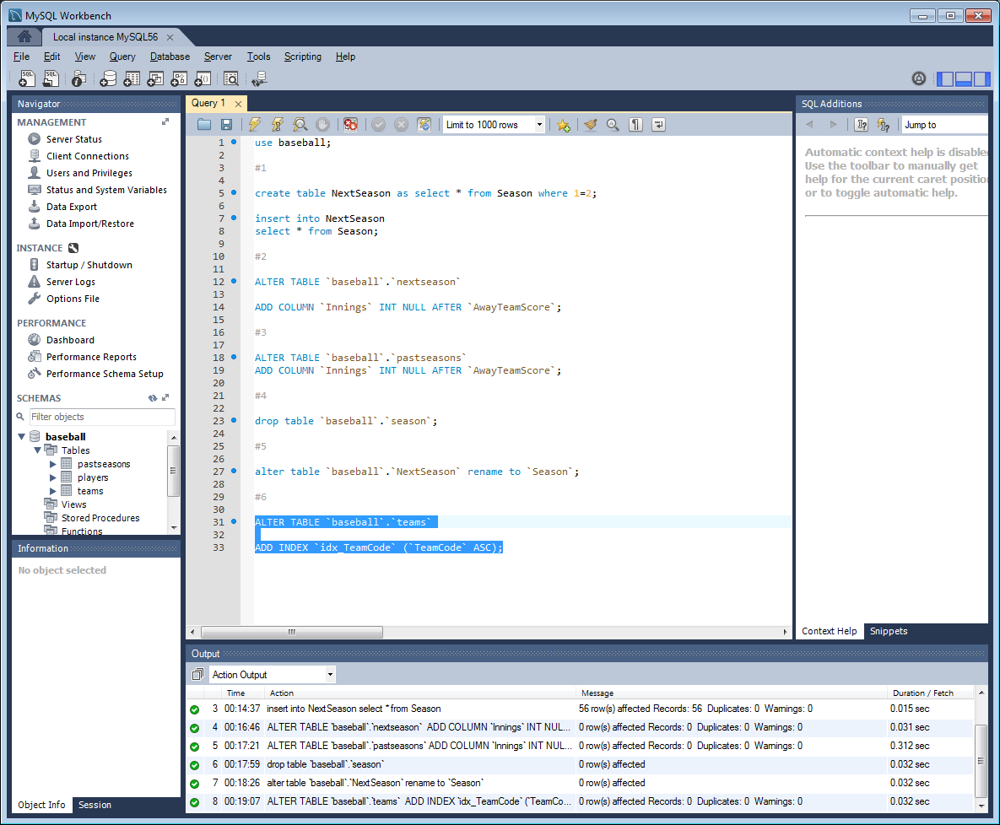 MySQL Workbench
Local instance MySQL56
File Edit View Query Database Server Tools Scripting Help
Navigator
MANAGEMENT
Server Status
Client Connections
Users and Privileges
Status and System Variables
Data Export
Data Import/Restore
INSTANCE
Startup / Shutdown
Server Logs
Options File
PERFORMANCE
Dashboard
Performance Reports
Performance Schema Setup
SCHEMAS
Filter objects
baseball
Tables
pastseasons
players
teams
Views
Stored Procedures
Functions
Information
No object selected
Object Info Session
Query 1
Limit to 1000 rows
1 use baseball;
2
3 #1
4
5 create table NextSeason as select * from Season where 1=2;
6
7 insert into NextSeason
8 select * from Season;
9
10 #2
11
12 ALTER TABLE `baseball`.`nextseason`
13
14 ADD COLUMN `Innings` INT NULL AFTER `AwayTeamScore`;
15
16 #3
17
18 ALTER TABLE `baseball`.`pastseasons`
19 ADD COLUMN `Innings` INT NULL AFTER `AwayTeamScore`;
20
21 #4
22
23 drop table `baseball`.`season`;
24
25 #5
26
27 alter table `baseball`.`NextSeason` rename to `Season`;
28
29 #6
30
31 ALTER TABLE `baseball`.`teams`
32
33 ADD INDEX `idx_TeamCode` (`TeamCode` ASC);
SQL Additions
Jump to
Automatic context help is disabled
Use the toolbar to manually get
help for the current caret position
or to toggle automatic help.
Context Help Snippets
Output
Action Output
Time Action Message Duration / Fetch
3 00:14:37 insert into NextSeason select * from Season 56 row(s) affected Records: 56 Duplicates: 0 Warnings: 0 0.015 sec
4 00:16:46 ALTER TABLE `baseball`.`nextseason` ADD COLUMN `Innings` INT NUL... 0 row(s) affected Records: 0 Duplicates: 0 Warnings: 0 0.031 sec
5 00:17:21 ALTER TABLE `baseball`.`pastseasons` ADD COLUMN `Innings` INT NUL... 0 row(s) affected Records: 0 Duplicates: 0 Warnings: 0 0.312 sec
6 00:17:59 drop table `baseball`.`season` 0 row(s) affected 0.032 sec
7 00:18:26 alter table `baseball`.`NextSeason` rename to `Season` 0 row(s) affected 0.032 sec
8 00:19:07 ALTER TABLE `baseball`.`teams` ADD INDEX `idx_TeamCode` (`TeamCo... 0 row(s) affected Records: 0 Duplicates: 0 Warnings: 0 0.032 sec